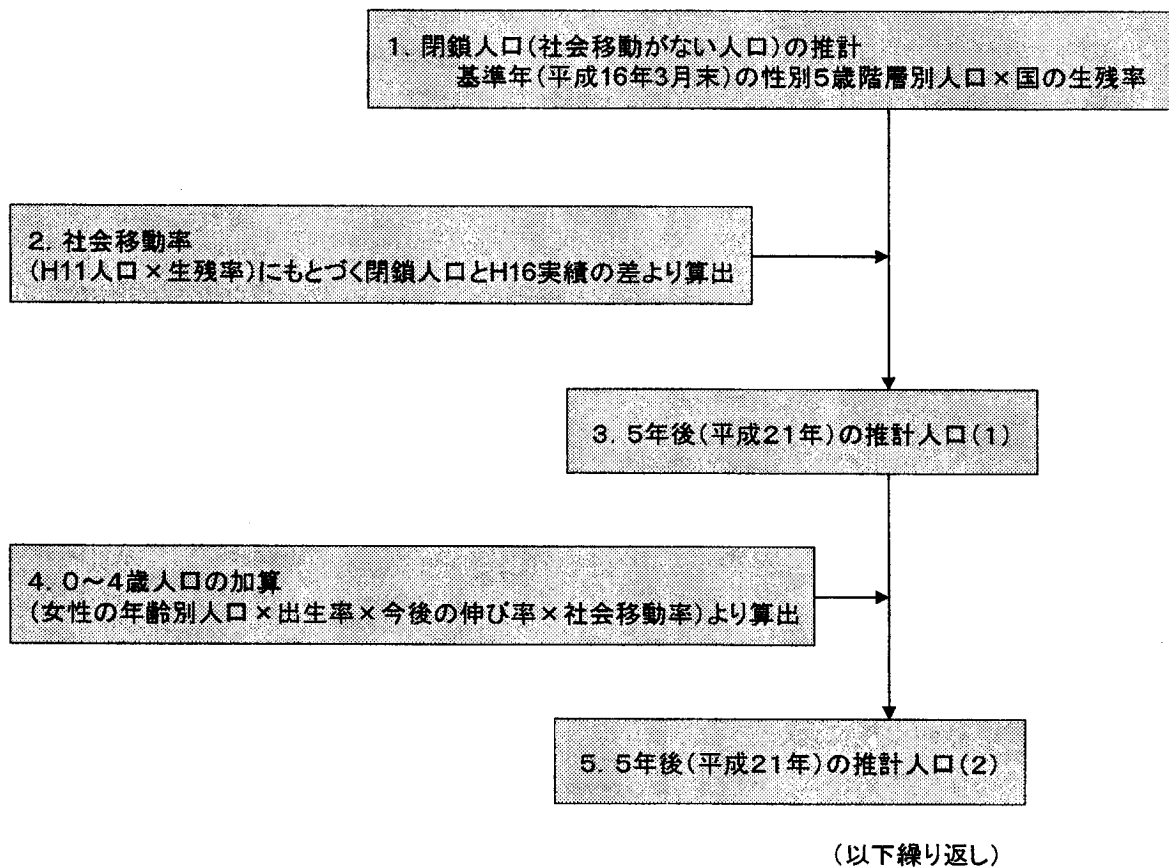 1．閉鎖人口（社会移動がない人口）の推計
基準年（平成16年3月末）の性別5歳階層別人口×国の生残率
2．社会移動率
（H11人口×生残率）にもとづく閉鎖人口とH16実績の差より算出
3．5年後（平成21年）の推計人口（1）
4．0～4歳人口の加算
（女性の年齢別人口×出生率×今後の伸び率×社会移動率）より算出
5．5年後（平成21年）の推計人口（2）
（以下繰り返し）